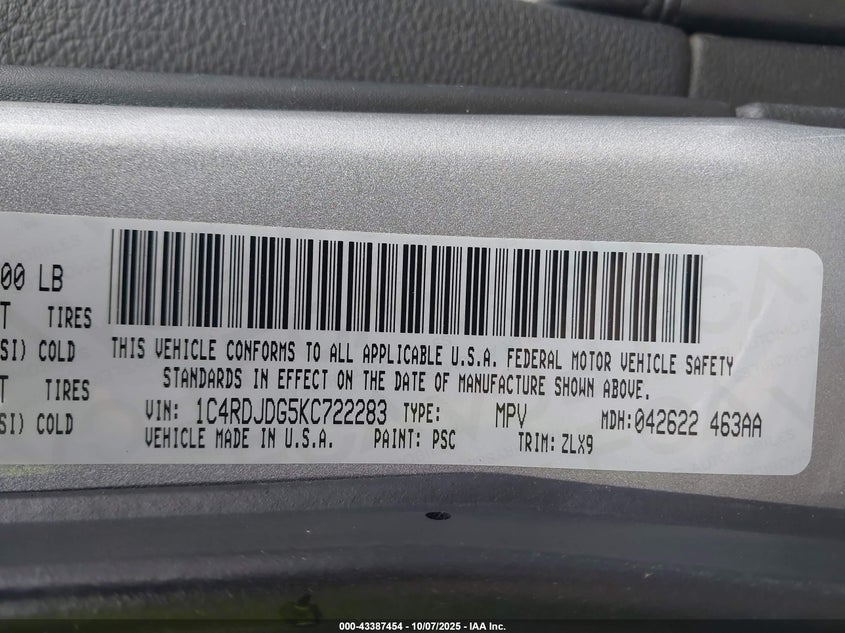 00 LB
T TIRES
SI) COLD
T TIRES
SI) COLD
THIS VEHICLE CONFORMS TO ALL APPLICABLE U.S.A. FEDERAL MOTOR VEHICLE SAFETY
STANDARDS IN EFFECT ON THE DATE OF MANUFACTURE SHOWN ABOVE.
VIN: 1C4RDJDG5KC722283 TYPE: MPV MDH: 042622 463AA
VEHICLE MADE IN U.S.A. PAINT: PSC TRIM: ZLX9
000-43387454 - 10/07/2025 - IAA Inc.